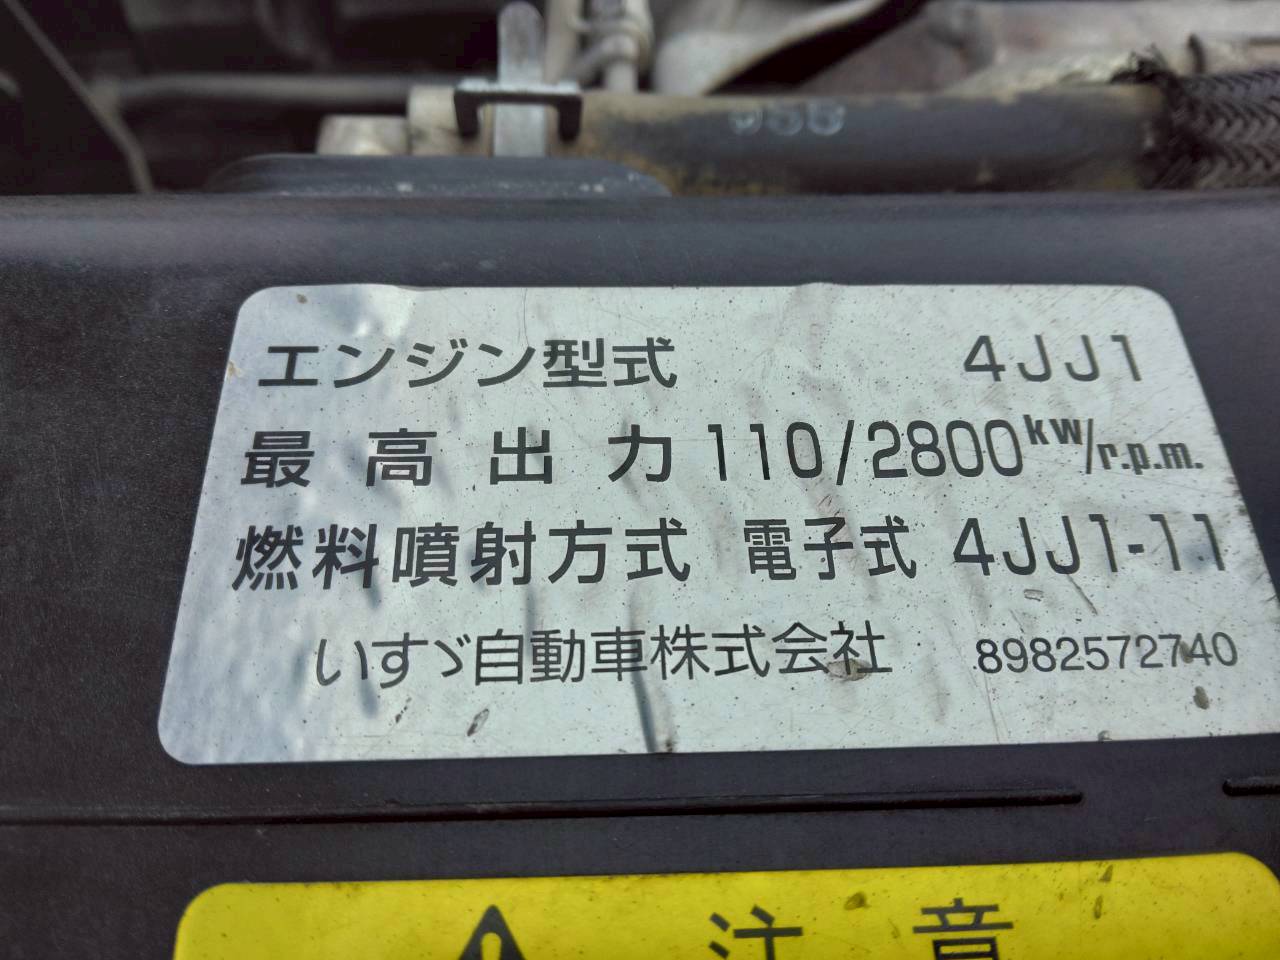 エンジン型式 4JJ1
最高出力 110/2800kW/r.p.m.
燃料噴射方式 電子式 4JJ1-11
いすゞ自動車株式会社 8982572740
注意